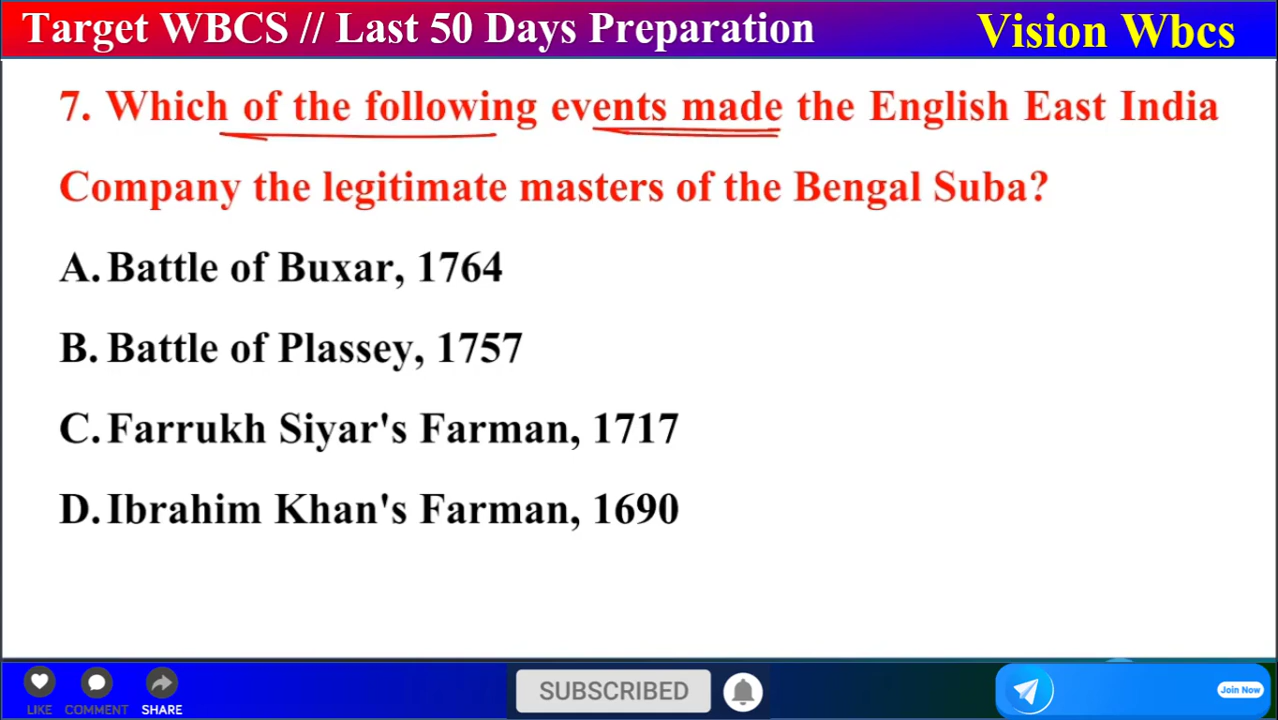 Target WBCS // Last 50 Days Preparation
Vision Wbcs
7. Which of the following events made the English East India
Company the legitimate masters of the Bengal Suba?
A. Battle of Buxar, 1764
B. Battle of Plassey, 1757
C. Farrukh Siyar's Farman, 1717
D. Ibrahim Khan's Farman, 1690
LIKE COMMENT SHARE
SUBSCRIBED
Join Now